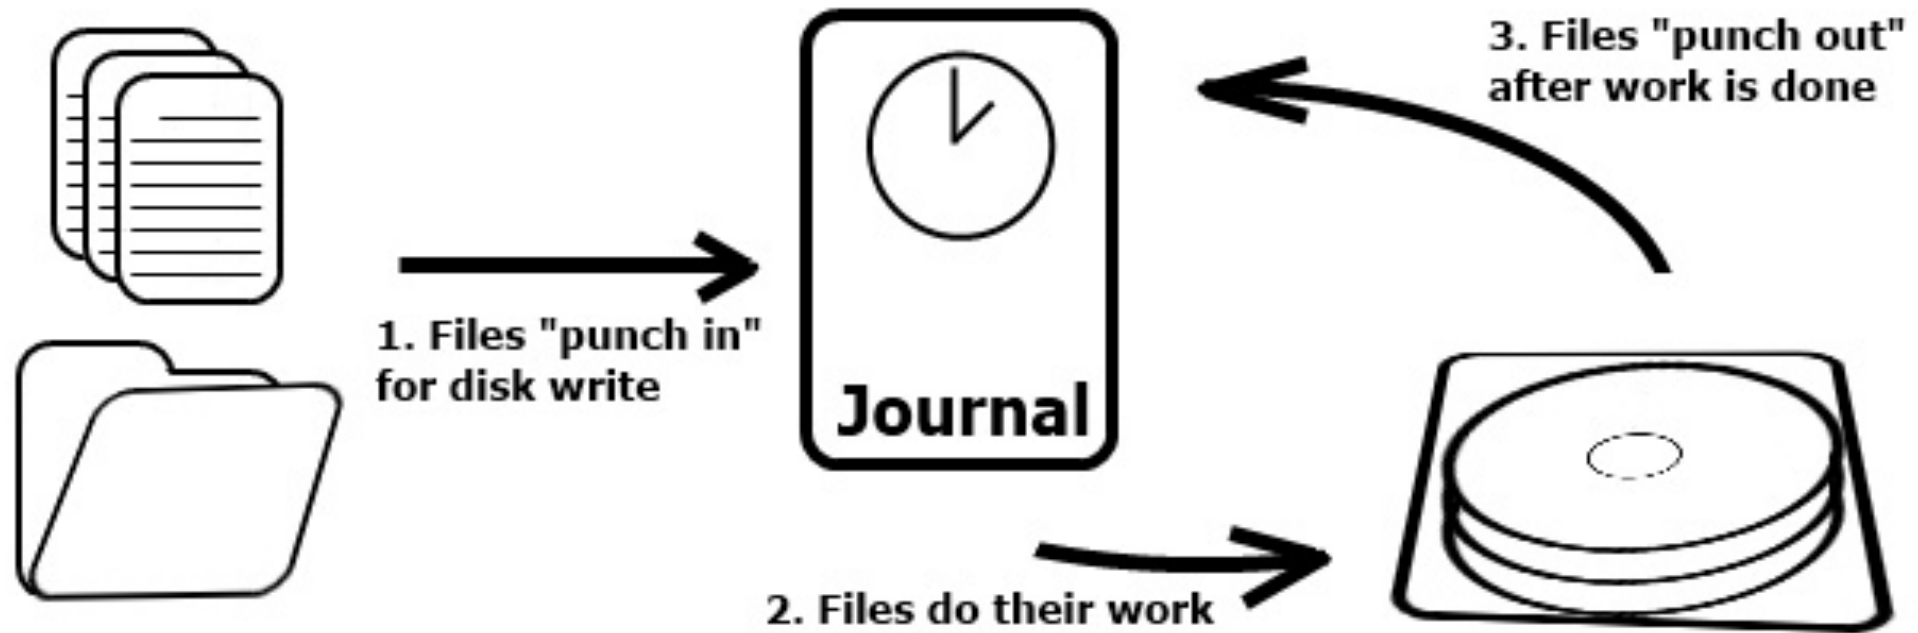 1. Files "punch in"
for disk write
Journal
2. Files do their work
3. Files "punch out"
after work is done